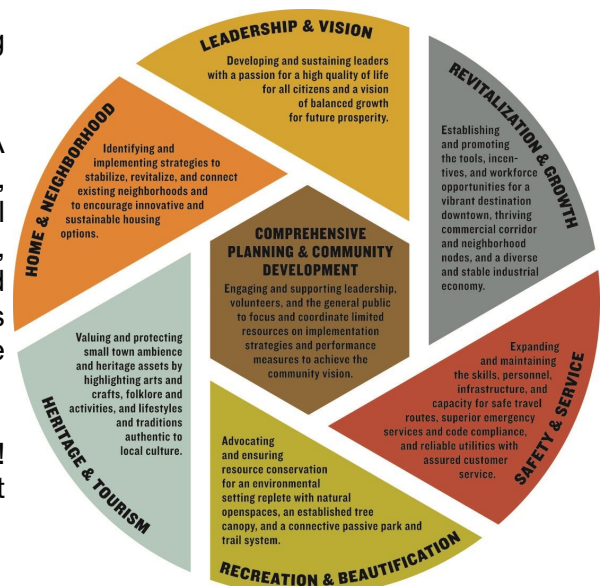 LEADERSHIP & VISION
Developing and sustaining leaders
with a passion for a high quality of life
for all citizens and a vision
of balanced growth
for future prosperity.
REVITALIZATION & GROWTH
Establishing
and promoting
the tools, incen-
tives, and workforce
opportunities for a
vibrant destination
downtown, thriving
commercial corridor
and neighborhood
nodes, and a diverse
and stable industrial
economy.
HOME & NEIGHBORHOOD
Identifying and
implementing strategies to
stabilize, revitalize, and connect
existing neighborhoods and
to encourage innovative and
sustainable housing
options.
COMPREHENSIVE
PLANNING & COMMUNITY
DEVELOPMENT
Engaging and supporting leadership,
volunteers, and the general public
to focus and coordinate limited
resources on implementation
strategies and performance
measures to achieve the
community vision.
SAFETY & SERVICE
Expanding
and maintaining
the skills, personnel,
infrastructure, and
capacity for safe travel
routes, superior emergency
services and code compliance,
and reliable utilities with
assured customer
service.
HERITAGE & TOURISM
Valuing and protecting
small town ambience
and heritage assets by
highlighting arts and
crafts, folklore and
activities, and lifestyles
and traditions
authentic to
local culture.
Advocating
and ensuring
resource conservation
for an environmental
setting replete with natural
openspaces, an established tree
canopy, and a connective passive park and
trail system.
RECREATION & BEAUTIFICATION